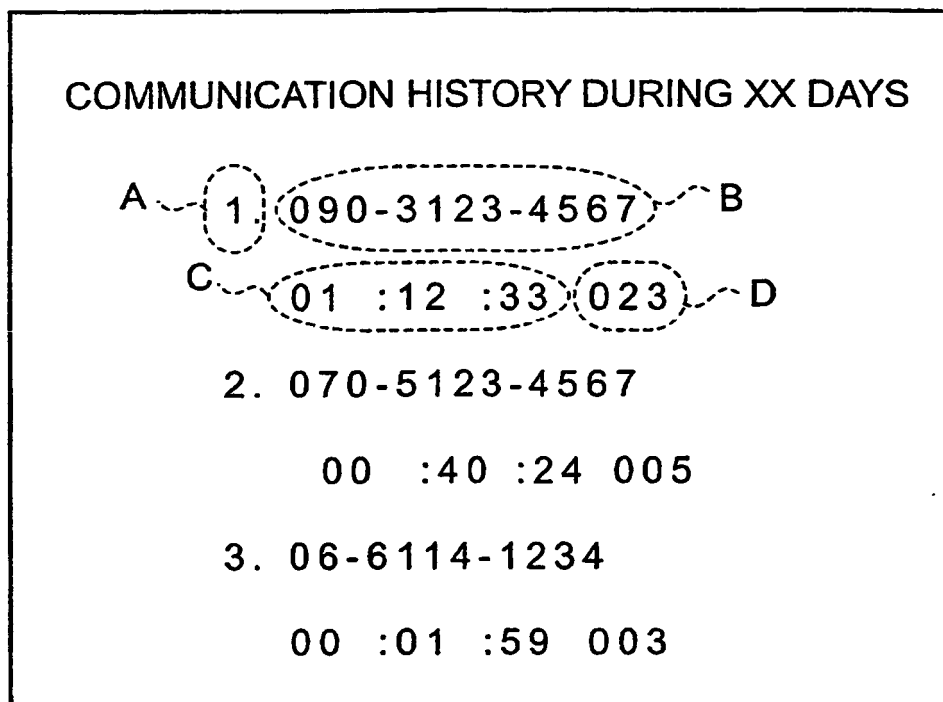 COMMUNICATION HISTORY DURING XX DAYS
A 1. 090-3123-4567 B
C 01 :12 :33 023 D
2. 070-5123-4567
00 :40 :24 005
3. 06-6114-1234
00 :01 :59 003